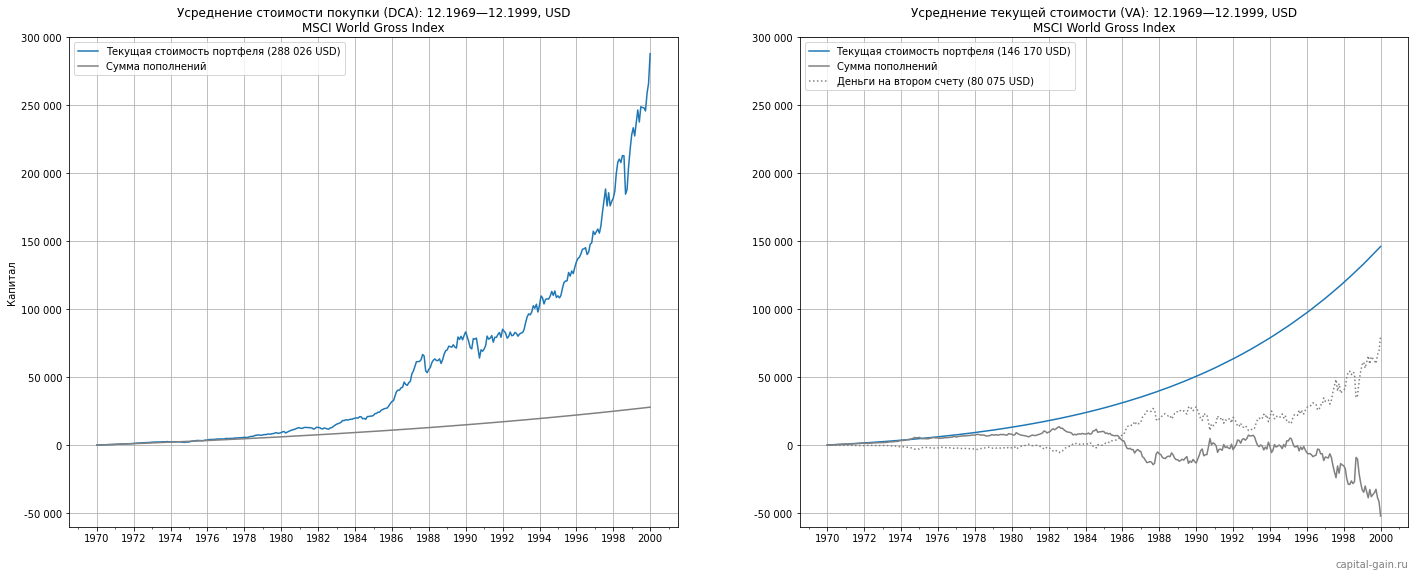 Усреднение стоимости покупки (DCA): 12.1969—12.1999, USD
MSCI World Gross Index
Текущая стоимость портфеля (288 026 USD)
Сумма пополнений
Капитал
300 000
250 000
200 000
150 000
100 000
50 000
0
-50 000
1970 1972 1974 1976 1978 1980 1982 1984 1986 1988 1990 1992 1994 1996 1998 2000
Усреднение текущей стоимости (VA): 12.1969—12.1999, USD
MSCI World Gross Index
Текущая стоимость портфеля (146 170 USD)
Сумма пополнений
Деньги на втором счету (80 075 USD)
300 000
250 000
200 000
150 000
100 000
50 000
0
-50 000
1970 1972 1974 1976 1978 1980 1982 1984 1986 1988 1990 1992 1994 1996 1998 2000
capital-gain.ru